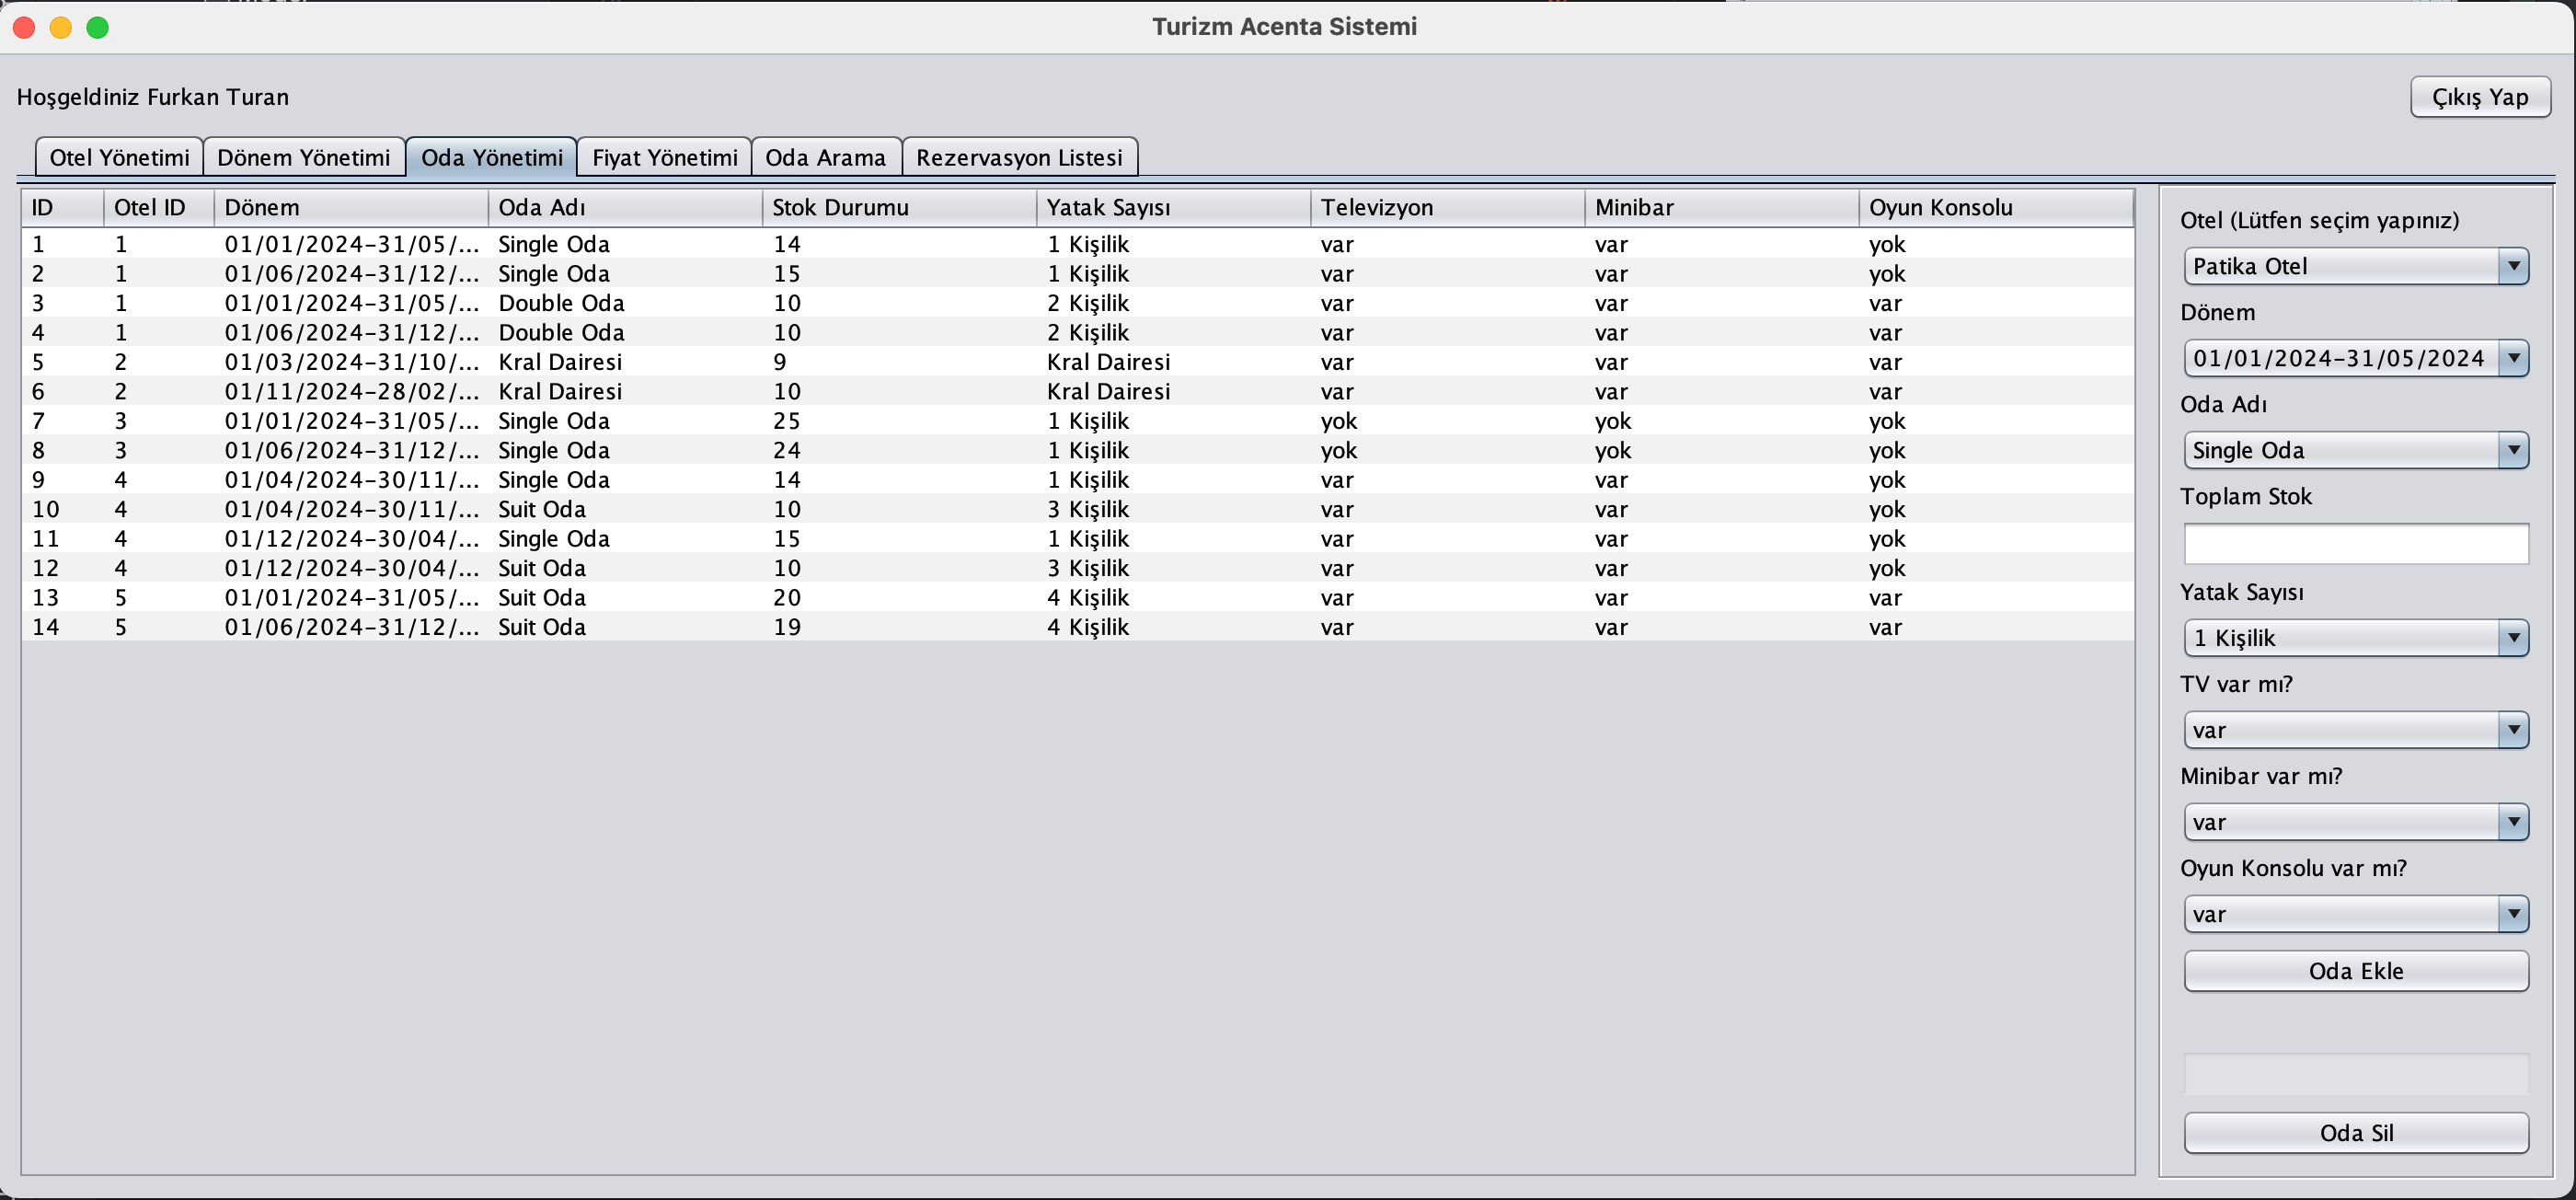 Turizm Acenta Sistemi
Hoşgeldiniz Furkan Turan
Çıkış Yap
Otel Yönetimi Dönem Yönetimi Oda Yönetimi Fiyat Yönetimi Oda Arama Rezervasyon Listesi
ID Otel ID Dönem Oda Adı Stok Durumu Yatak Sayısı Televizyon Minibar Oyun Konsolu
1 1 01/01/2024-31/05/... Single Oda 14 1 Kişilik var var yok
2 1 01/06/2024-31/12/... Single Oda 15 1 Kişilik var var yok
3 1 01/01/2024-31/05/... Double Oda 10 2 Kişilik var var var
4 1 01/06/2024-31/12/... Double Oda 10 2 Kişilik var var var
5 2 01/03/2024-31/10/... Kral Dairesi 9 Kral Dairesi var var var
6 2 01/11/2024-28/02/... Kral Dairesi 10 Kral Dairesi var var var
7 3 01/01/2024-31/05/... Single Oda 25 1 Kişilik yok yok yok
8 3 01/06/2024-31/12/... Single Oda 24 1 Kişilik yok yok yok
9 4 01/04/2024-30/11/... Single Oda 14 1 Kişilik var var yok
10 4 01/04/2024-30/11/... Suit Oda 10 3 Kişilik var var yok
11 4 01/12/2024-30/04/... Single Oda 15 1 Kişilik var var yok
12 4 01/12/2024-30/04/... Suit Oda 10 3 Kişilik var var yok
13 5 01/01/2024-31/05/... Suit Oda 20 4 Kişilik var var var
14 5 01/06/2024-31/12/... Suit Oda 19 4 Kişilik var var var
Otel (Lütfen seçim yapınız)
Patika Otel
Dönem
01/01/2024-31/05/2024
Oda Adı
Single Oda
Toplam Stok
Yatak Sayısı
1 Kişilik
TV var mı?
var
Minibar var mı?
var
Oyun Konsolu var mı?
var
Oda Ekle
Oda Sil